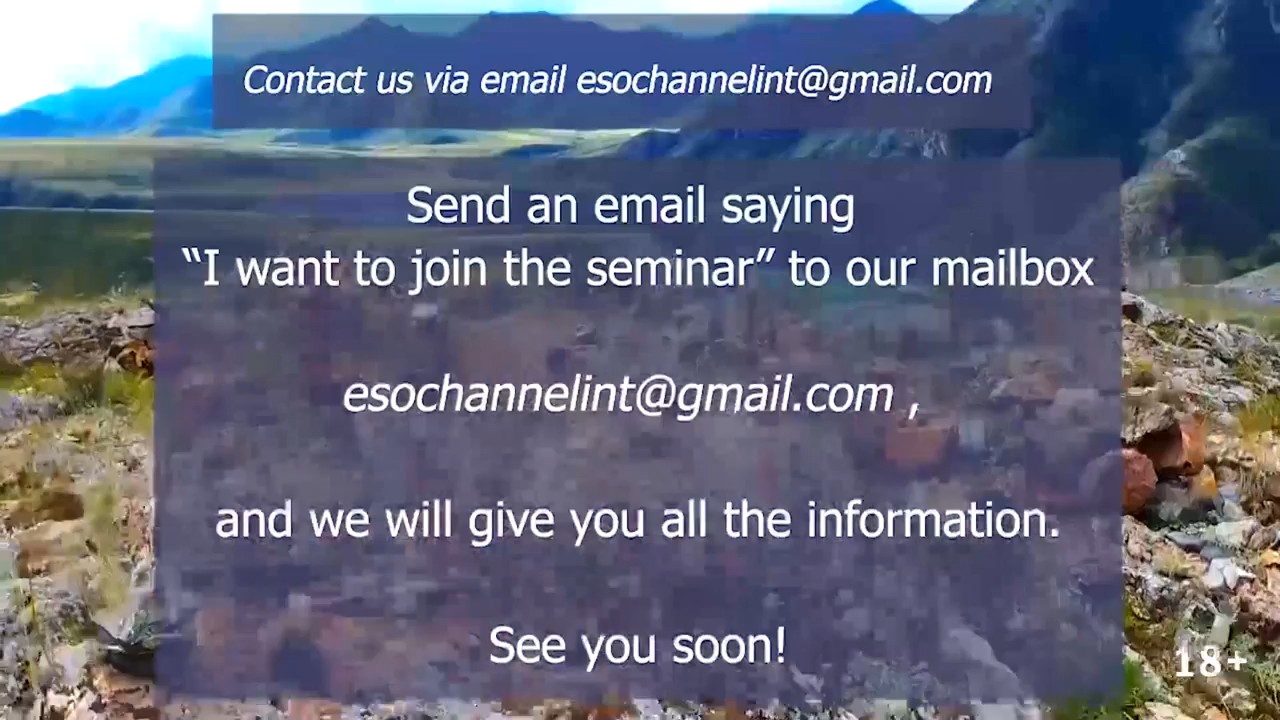 Contact us via email esochannelint@gmail.com
Send an email saying
“I want to join the seminar” to our mailbox
esochannelint@gmail.com ,
and we will give you all the information.
See you soon!
18+